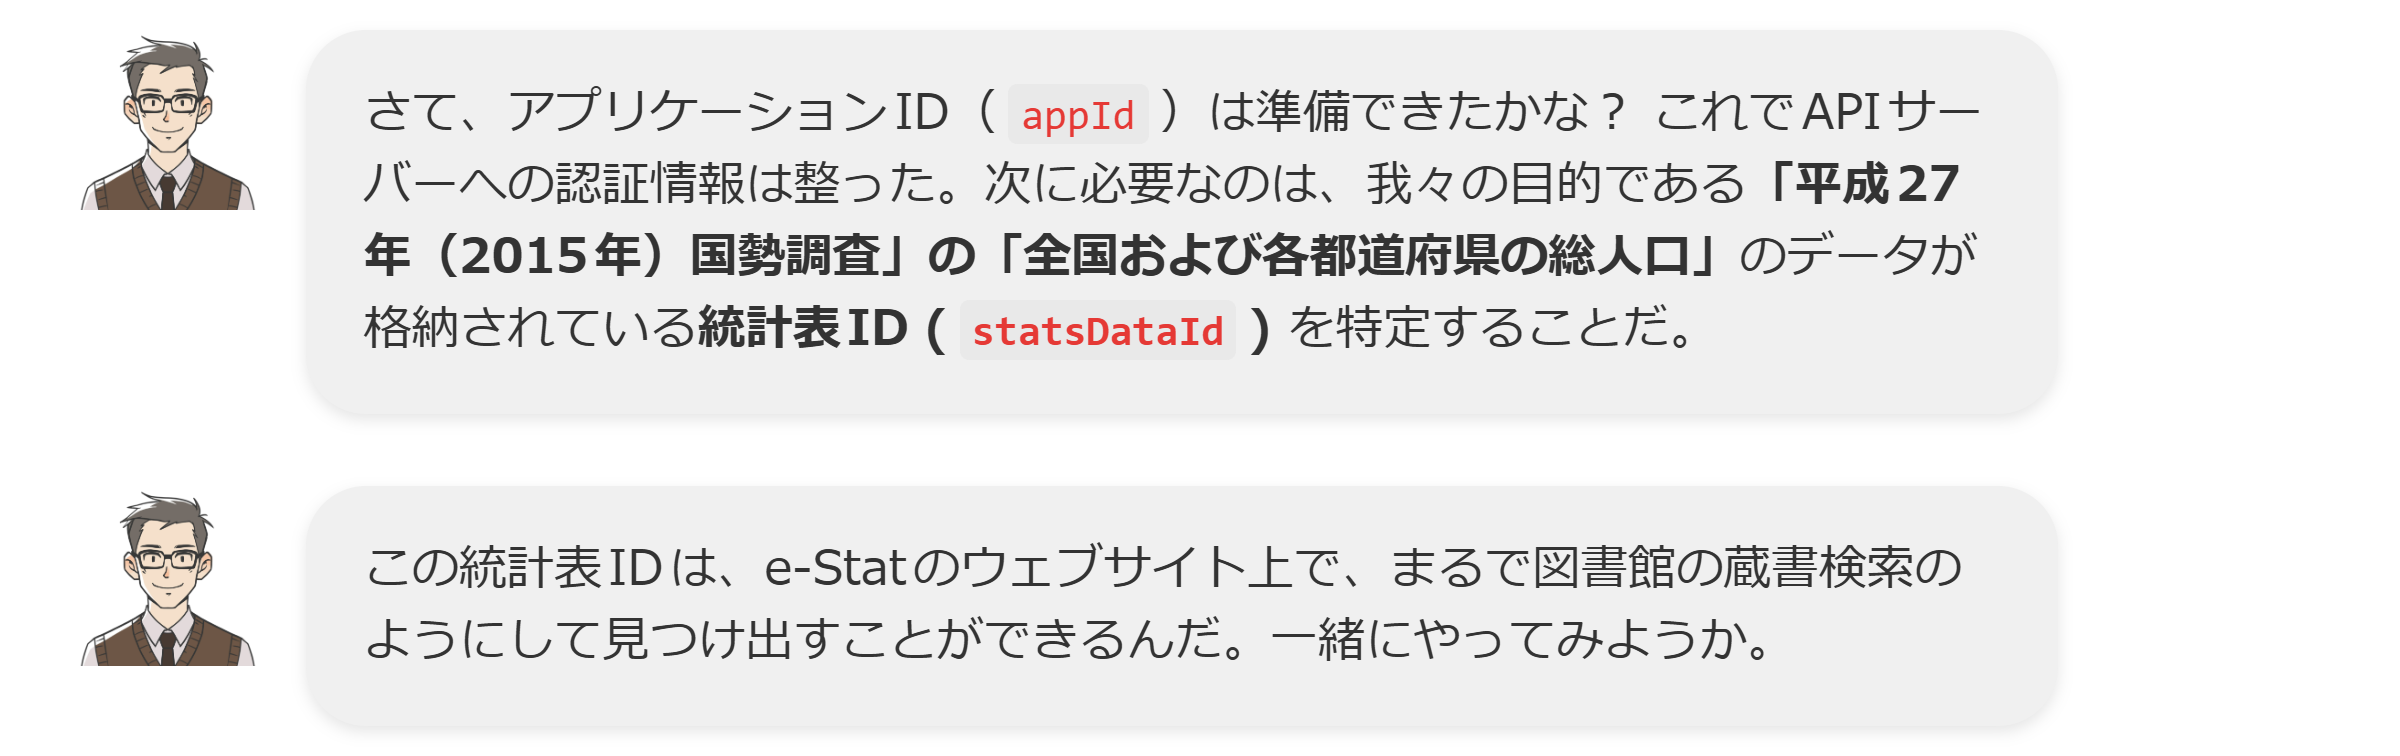 さて、アプリケーションID（ appId ）は準備できたかな？ これでAPIサー
バーへの認証情報は整った。次に必要なのは、我々の目的である「平成27
年（2015年）国勢調査」の「全国および各都道府県の総人口」のデータが
格納されている統計表ID ( statsDataId ) を特定することだ。
この統計表IDは、e-Statのウェブサイト上で、まるで図書館の蔵書検索の
ようにして見つけ出すことができるんだ。一緒にやってみようか。